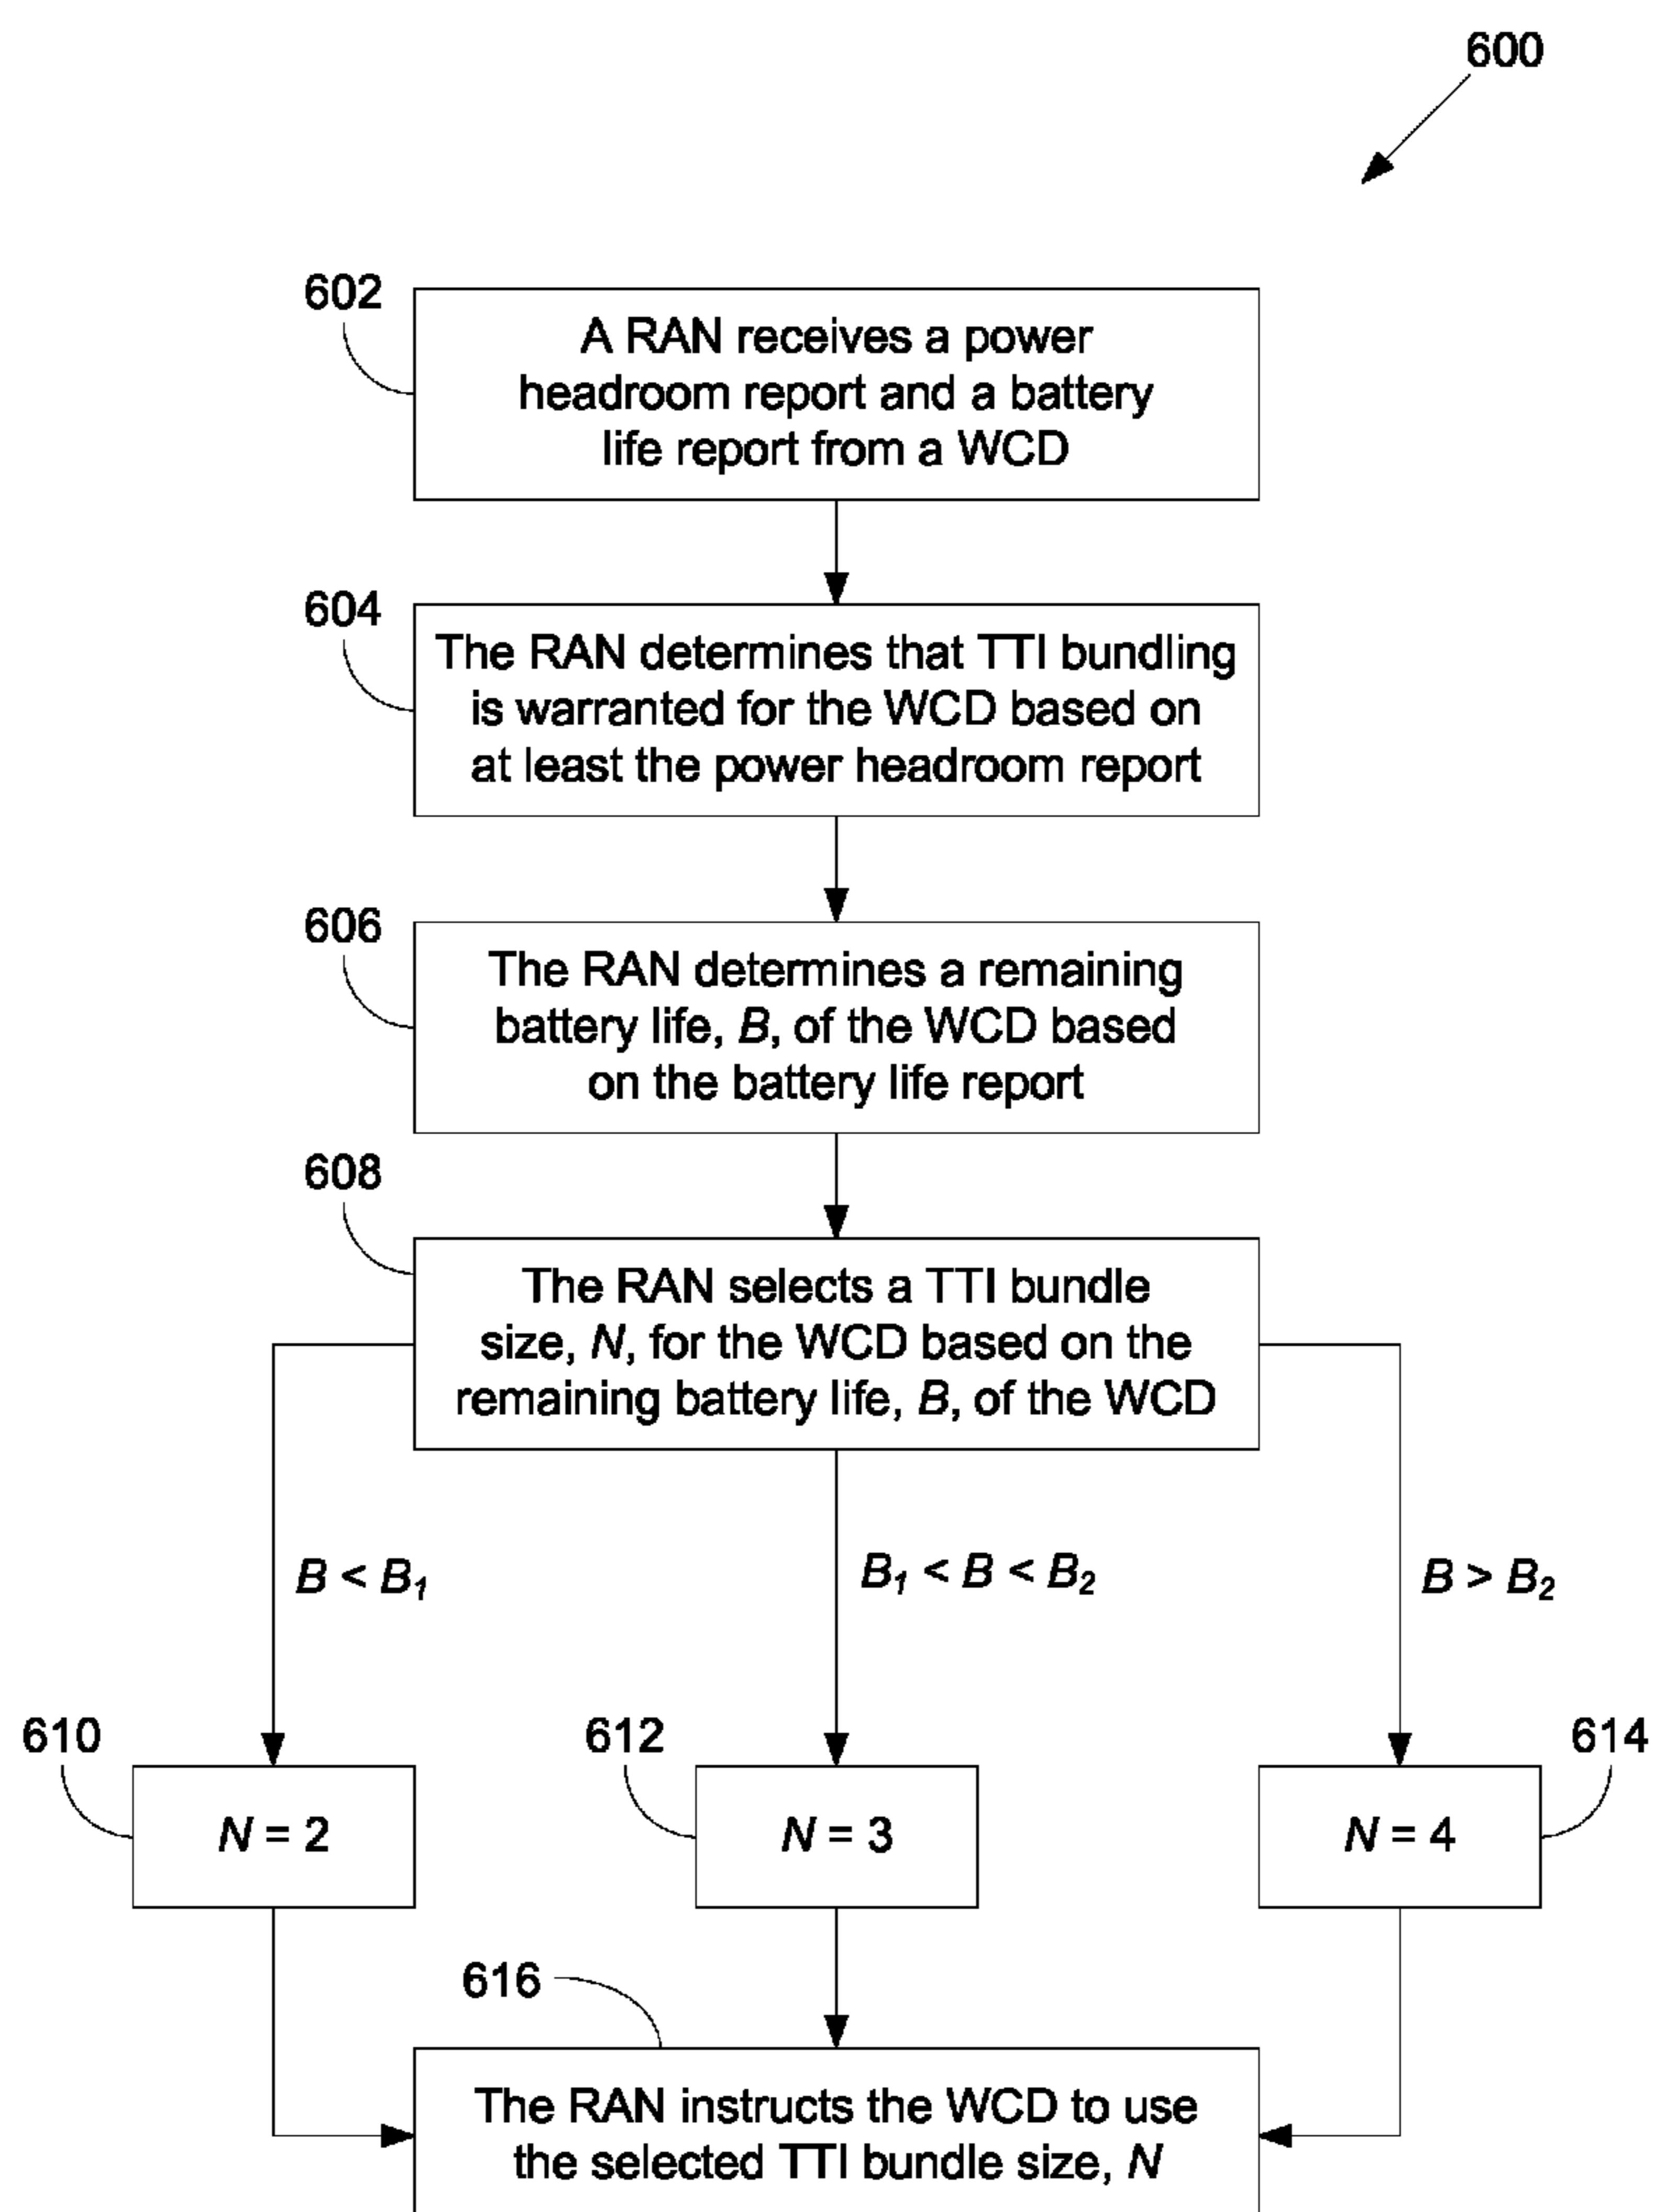 600
602
A RAN receives a power
headroom report and a battery
life report from a WCD
604
The RAN determines that TTI bundling
is warranted for the WCD based on
at least the power headroom report
606
The RAN determines a remaining
battery life, B, of the WCD based
on the battery life report
608
The RAN selects a TTI bundle
size, N, for the WCD based on the
remaining battery life, B, of the WCD
B < B₁
B₁ < B < B₂
B > B₂
610
N = 2
612
N = 3
614
N = 4
616
The RAN instructs the WCD to use
the selected TTI bundle size, N